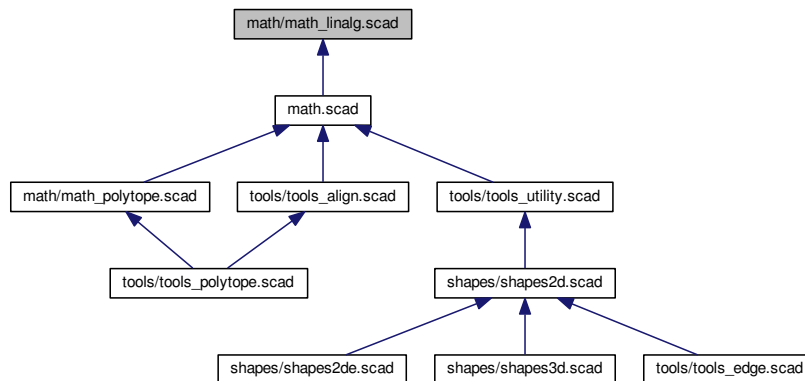 math/math_linalg.scad
math.scad
math/math_polytope.scad
tools/tools_align.scad
tools/tools_utility.scad
tools/tools_polytope.scad
shapes/shapes2d.scad
shapes/shapes2de.scad
shapes/shapes3d.scad
tools/tools_edge.scad